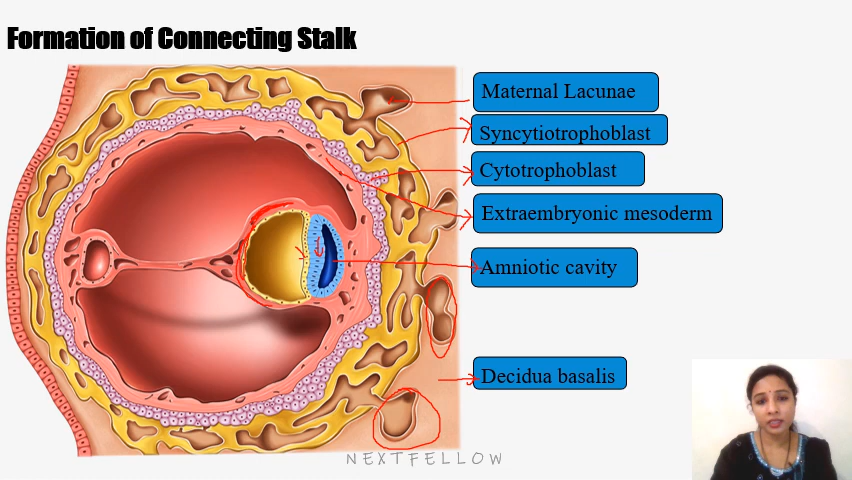 Formation of Connecting Stalk
Maternal Lacunae
Syncytiotrophoblast
Cytotrophoblast
Extraembryonic mesoderm
Amniotic cavity
Decidua basalis
NEXTFELLOW